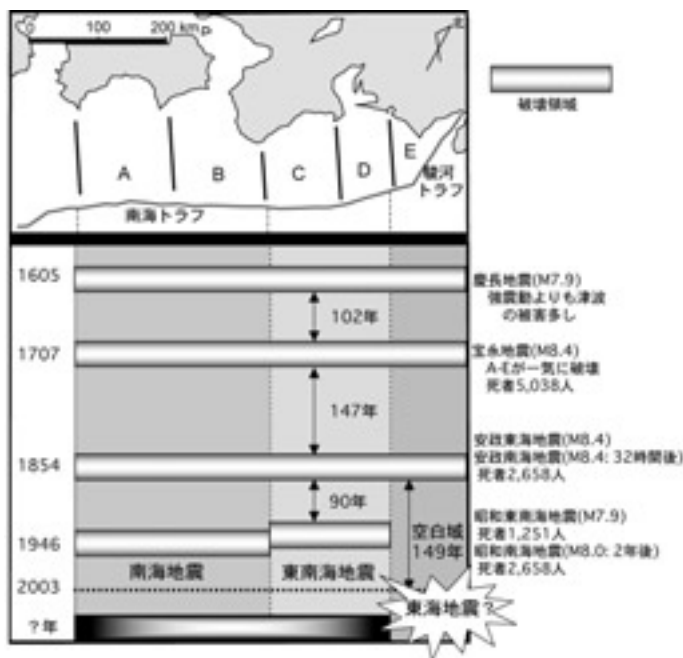 0 100 200 km
北
破壊領域
A B C D E
駿河
トラフ
南海トラフ
1605
慶長地震(M7.9)
強震動よりも津波
の被害多し
102年
1707
宝永地震(M8.4)
A-Eが一気に破壊
死者5,038人
147年
1854
安政東海地震(M8.4)
安政南海地震(M8.4: 32時間後)
死者2,658人
90年
空白域
149年
昭和東南海地震(M7.9)
死者1,251人
昭和南海地震(M8.0: 2年後)
死者2,658人
1946
南海地震
東南海地震
2003
東海地震?
?年